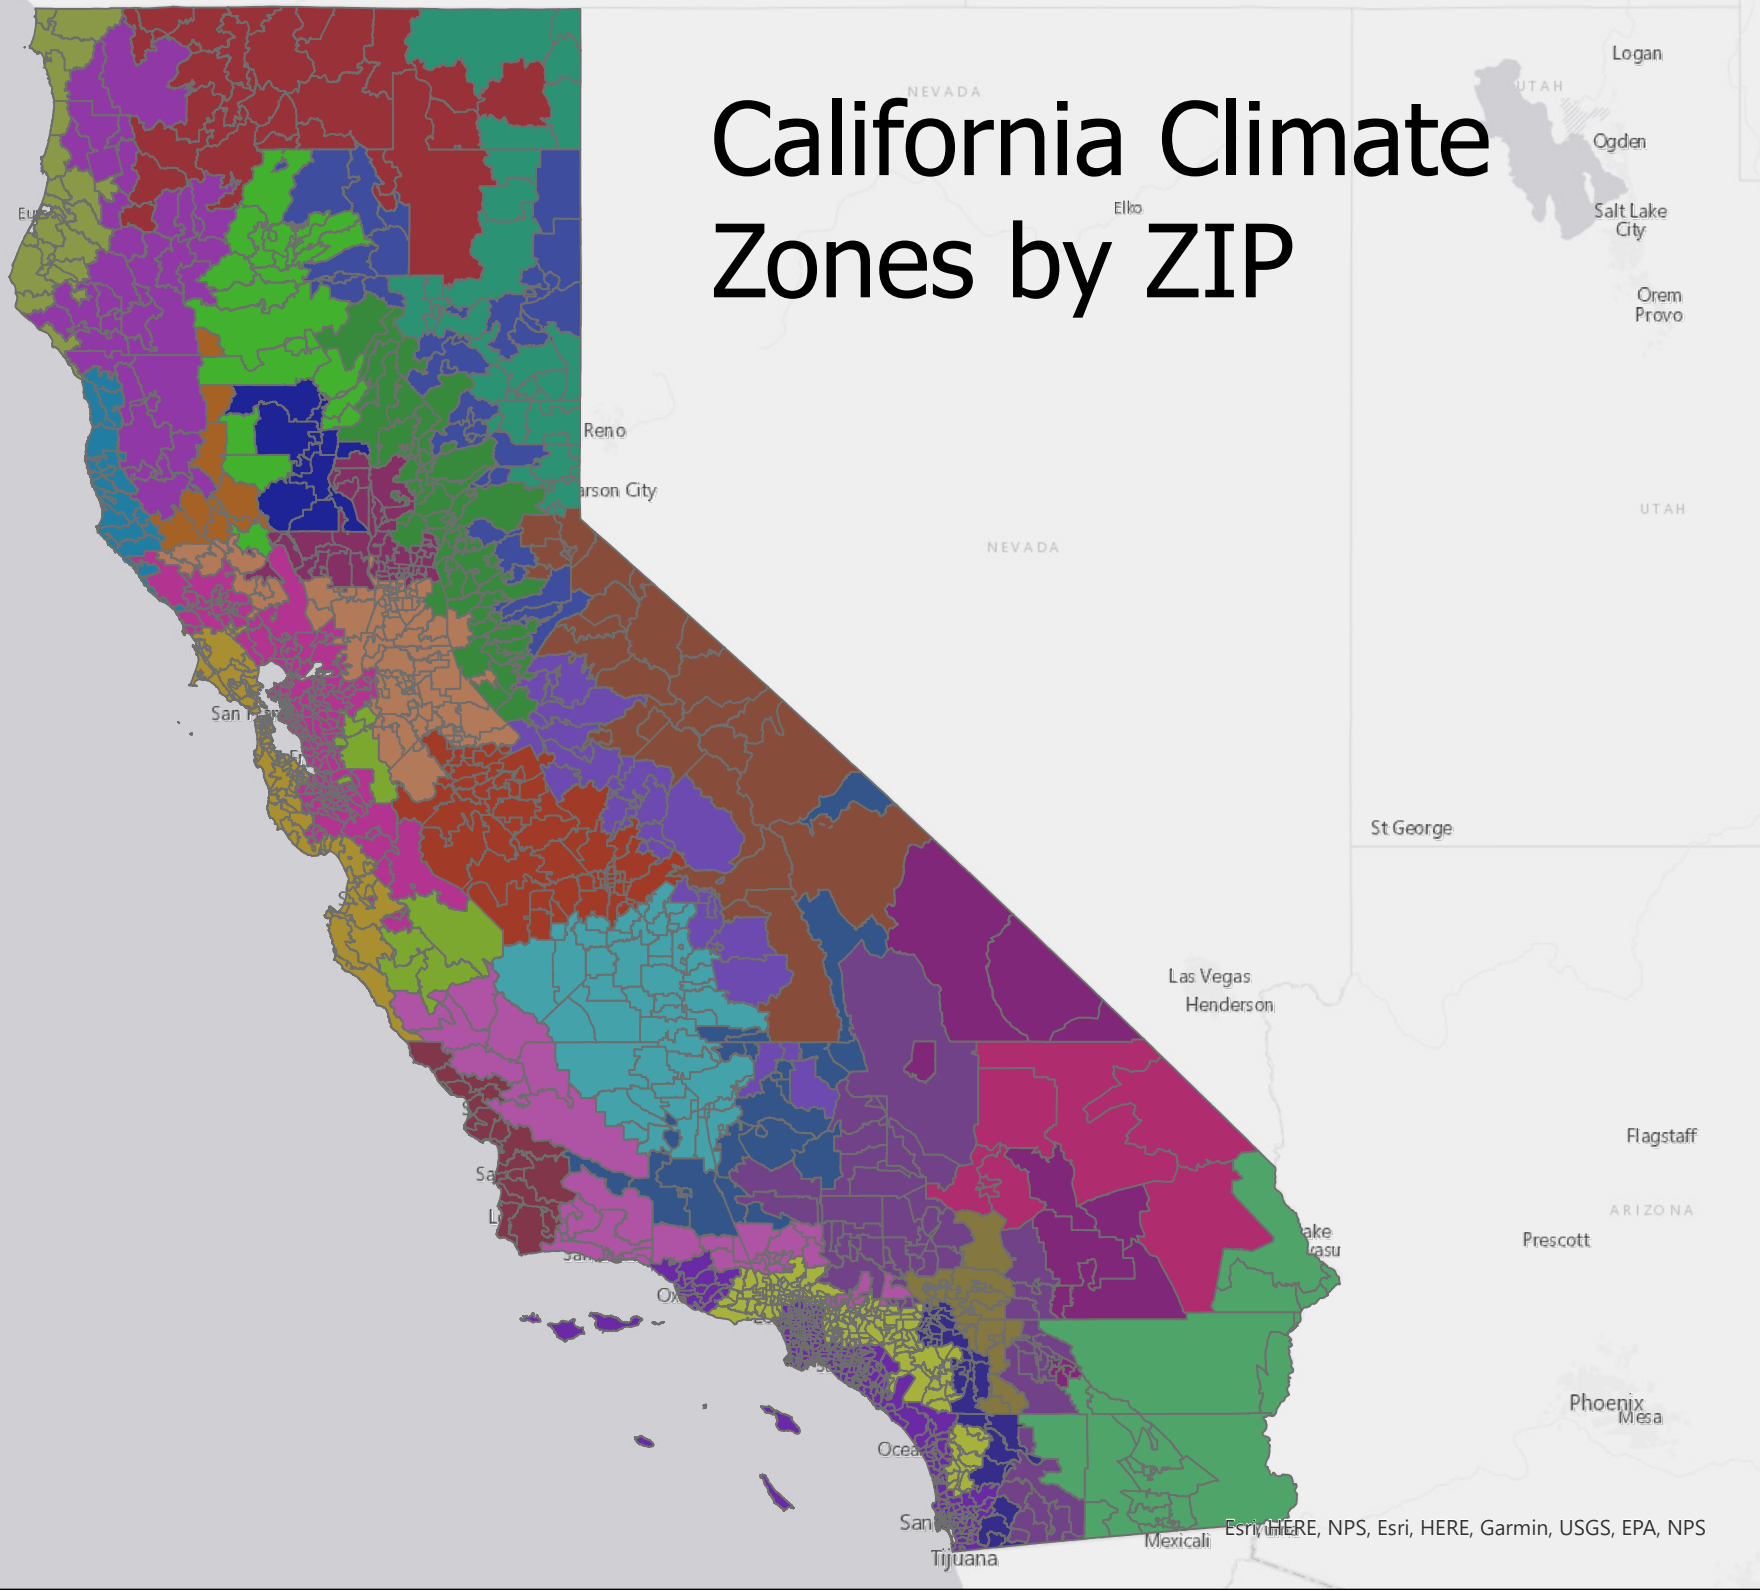 California Climate
Zones by ZIP
Logan
NEVADA
UTAH
Ogden
Elko
Salt Lake
City
Orem
Provo
Reno
arson City
UTAH
NEVADA
San
St George
Las Vegas
Henderson
Flagstaff
ARIZONA
Prescott
Phoenix
Mesa
San
Esri, HERE, NPS, Esri, HERE, Garmin, USGS, EPA, NPS
Mexicali
Tijuana